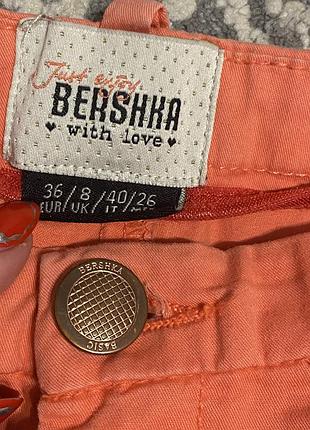 Just enjoy.
BERSHKA
with love
36/8/40/26
EUR/UK/IT
BERSHKA
BASIC